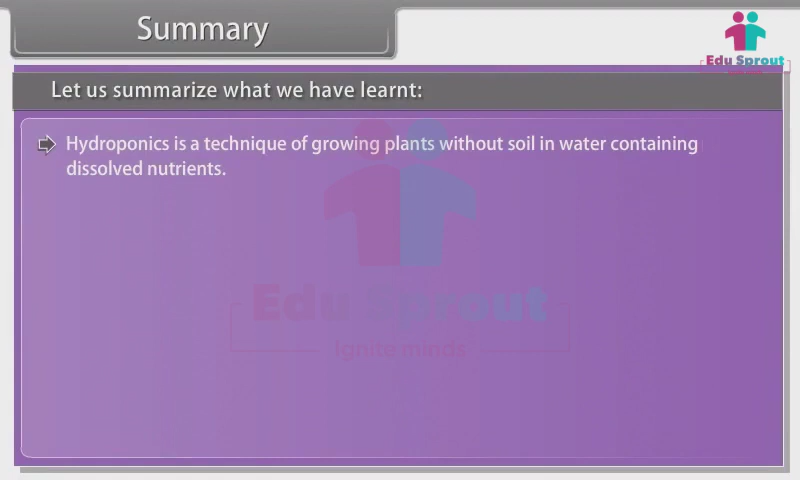 Summary
Edu Sprout
Let us summarize what we have learnt:
Hydroponics is a technique of growing plants without soil in water containing
dissolved nutrients.
Edu Sprout
Ignite minds